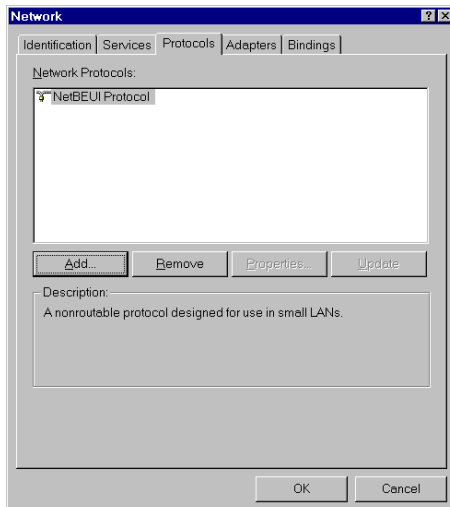 Network
Identification Services Protocols Adapters Bindings
Network Protocols:
NetBEUI Protocol
Add... Remove Properties... Update
Description:
A nonroutable protocol designed for use in small LANs.
OK Cancel